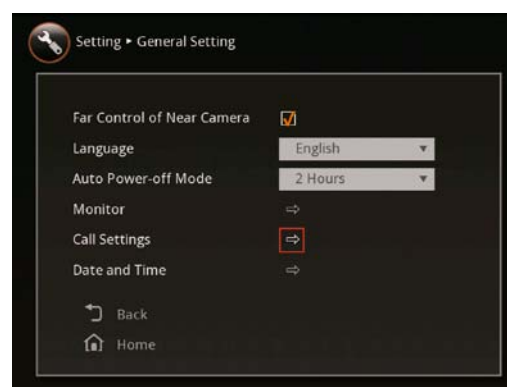 Setting ▸ General Setting
Far Control of Near Camera
Language English
Auto Power-off Mode 2 Hours
Monitor
Call Settings
Date and Time
Back
Home